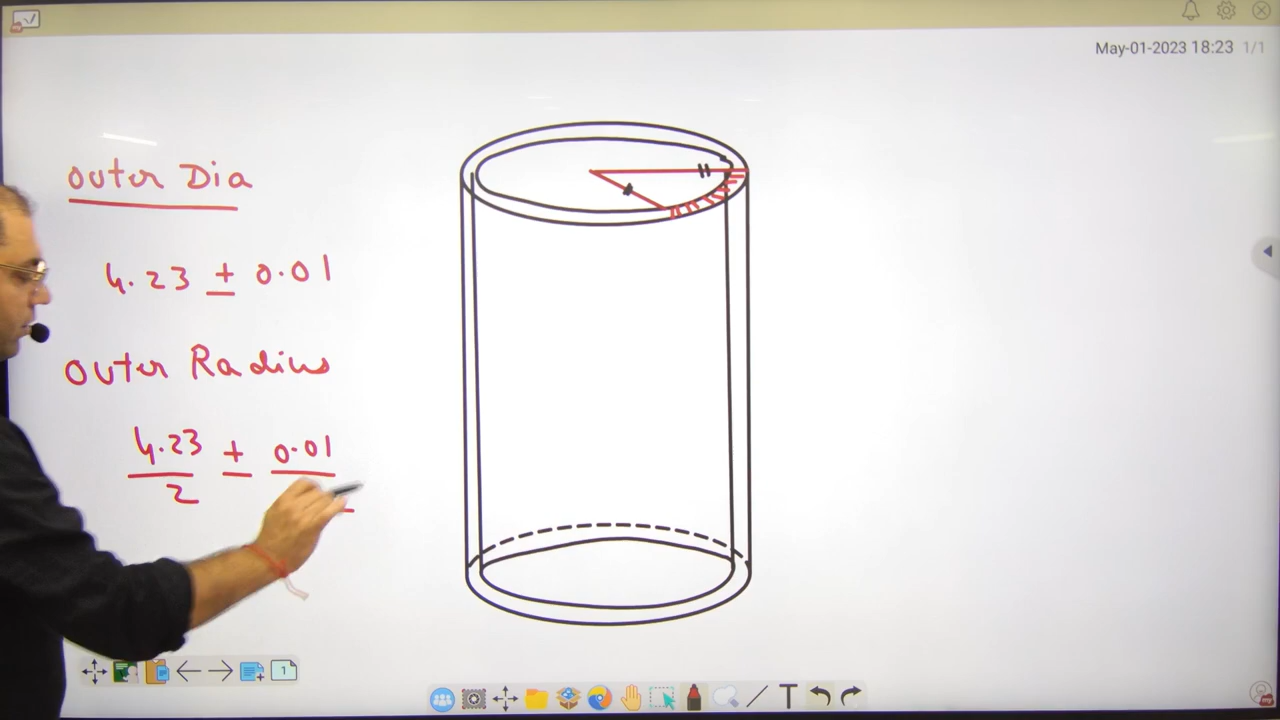 May-01-2023 18:23 1/1
outer Dia
4.23 ± 0.01
outer Radius
4.23 ± 0.01
2
1
T